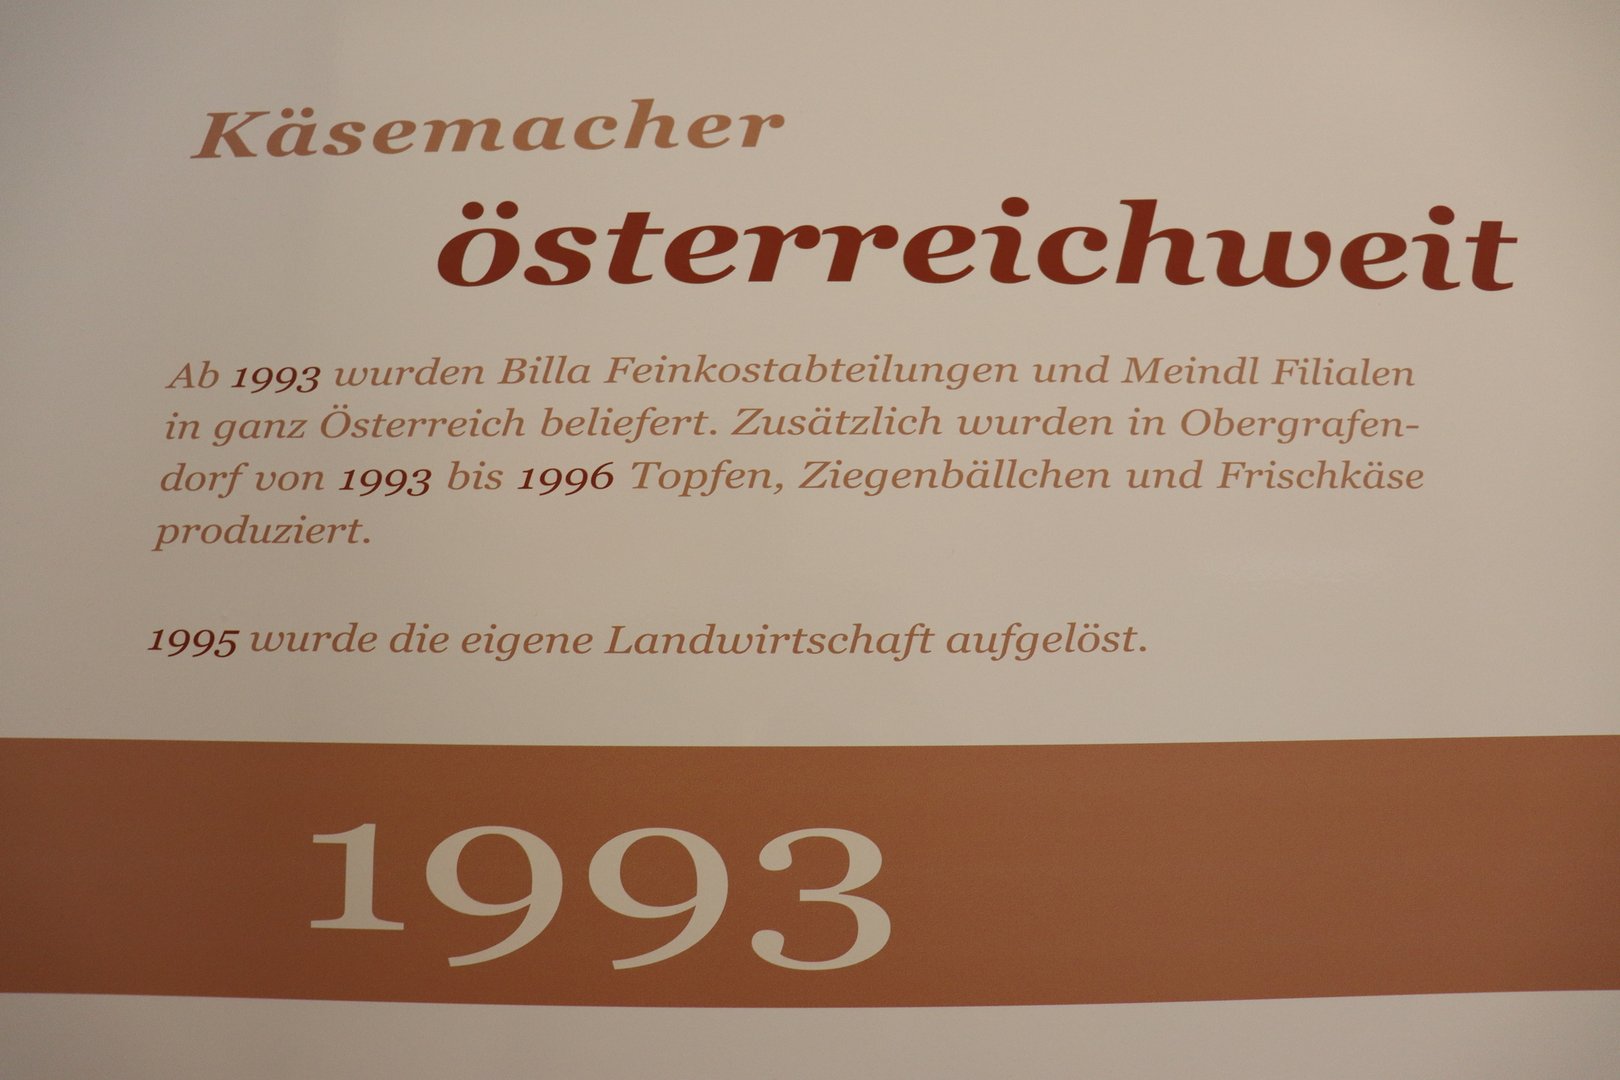 Käsemacher
österreichweit
Ab 1993 wurden Billa Feinkostabteilungen und Meindl Filialen
in ganz Österreich beliefert. Zusätzlich wurden in Obergrafen-
dorf von 1993 bis 1996 Topfen, Ziegenbällchen und Frischkäse
produziert.
1995 wurde die eigene Landwirtschaft aufgelöst.
1993